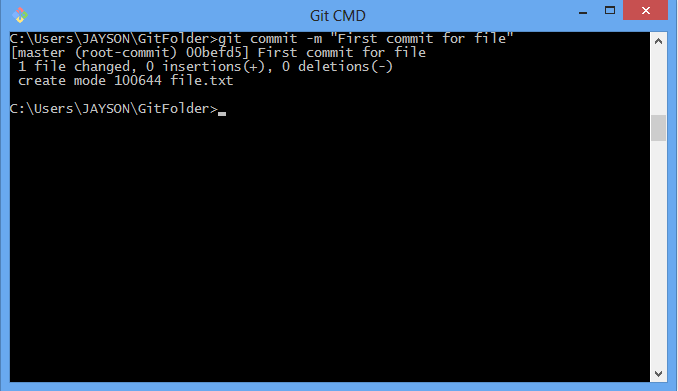 Git CMD
C:\Users\JAYSON\GitFolder>git commit -m "First commit for file"
[master (root-commit) 00befd5] First commit for file
 1 file changed, 0 insertions(+), 0 deletions(-)
 create mode 100644 file.txt
C:\Users\JAYSON\GitFolder>